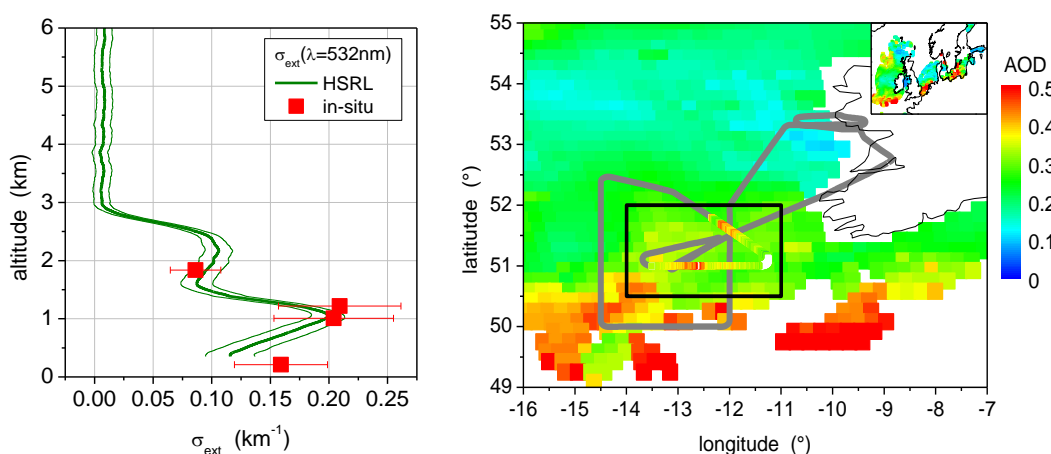 6
5
4
3
2
1
0
altitude (km)
0.00 0.05 0.10 0.15 0.20 0.25
σext (km⁻¹)
σext(λ=532nm)
HSRL
in-situ
55
54
53
52
51
50
49
latitutde (°)
-16 -15 -14 -13 -12 -11 -10 -9 -8 -7
longitude (°)
AOD
0.5
0.4
0.3
0.2
0.1
0.0